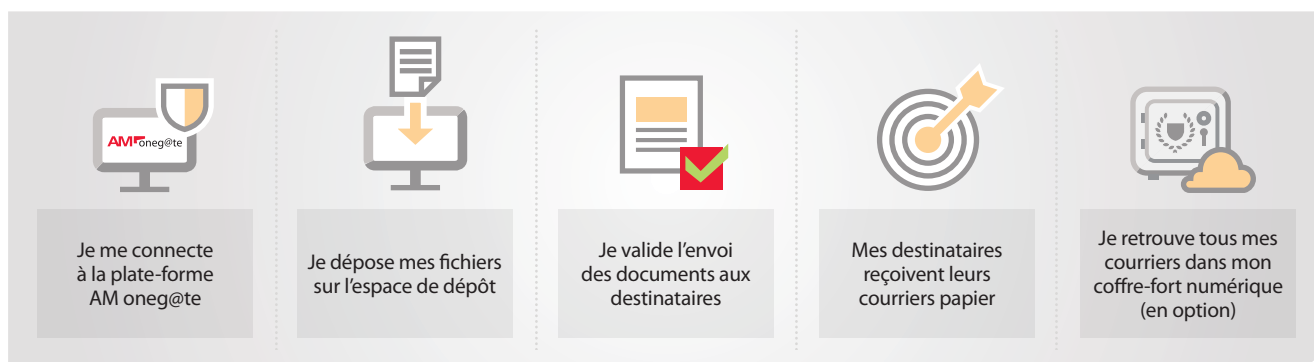 AM oneg@te
Je me connecte
à la plate-forme
AM oneg@te
Je dépose mes fichiers
sur l'espace de dépôt
Je valide l'envoi
des documents aux
destinataires
Mes destinataires
reçoivent leurs
courriers papier
Je retrouve tous mes
courriers dans mon
coffre-fort numérique
(en option)